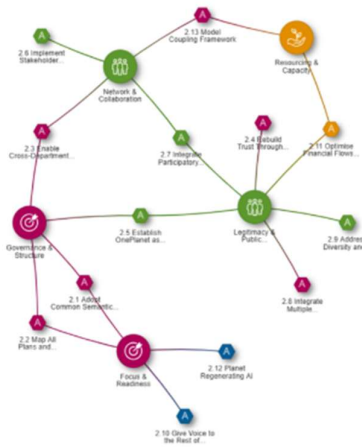 A
2.13 Model
Coupling Framework
A
2.6 Implement
Stakeholder...
Resourcing &
Capacity
Network &
Collaboration
A
2.3 Enable
Cross-Department...
A
2.7 Integrate
Participatory...
A
2.4 Rebuild
Trust Through...
A
2.11 Optimise
Financial Flows...
Governance &
Structure
A
2.5 Establish
OnePlanet as...
Legitimacy &
Public...
A
2.9 Address
Diversity and...
A
2.1 Adopt
Common Semantic...
A
2.8 Integrate
Multiple...
A
2.2 Map All
Plans and...
Focus &
Readiness
A
2.12 Planet
Regenerating AI
A
2.10 Give Voice to
the Rest of...